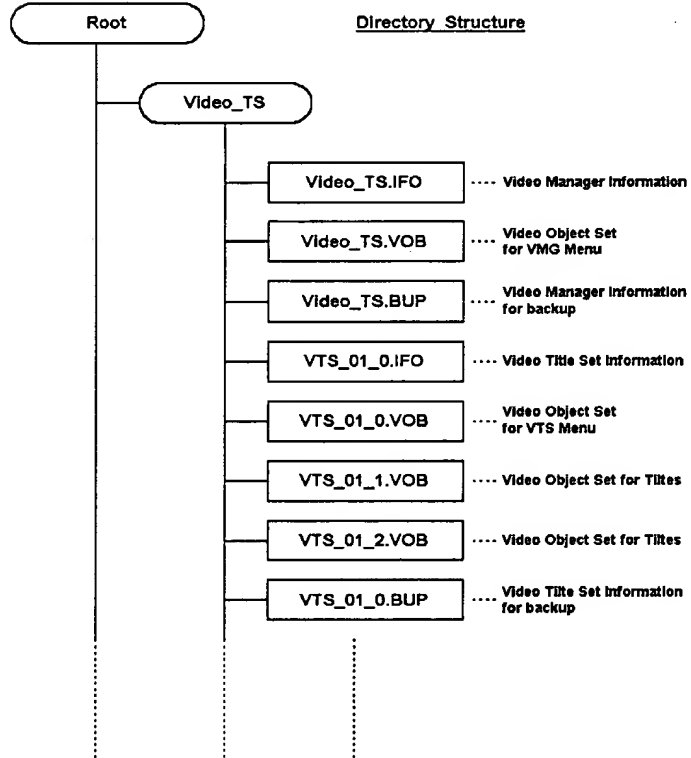 Root
Directory Structure
Video_TS
Video_TS.IFO
Video Manager Information
Video_TS.VOB
Video Object Set
for VMG Menu
Video_TS.BUP
Video Manager Information
for backup
VTS_01_0.IFO
Video Title Set Information
VTS_01_0.VOB
Video Object Set
for VTS Menu
VTS_01_1.VOB
Video Object Set for Tiltes
VTS_01_2.VOB
Video Object Set for Tiltes
VTS_01_0.BUP
Video Tilte Set Information
for backup